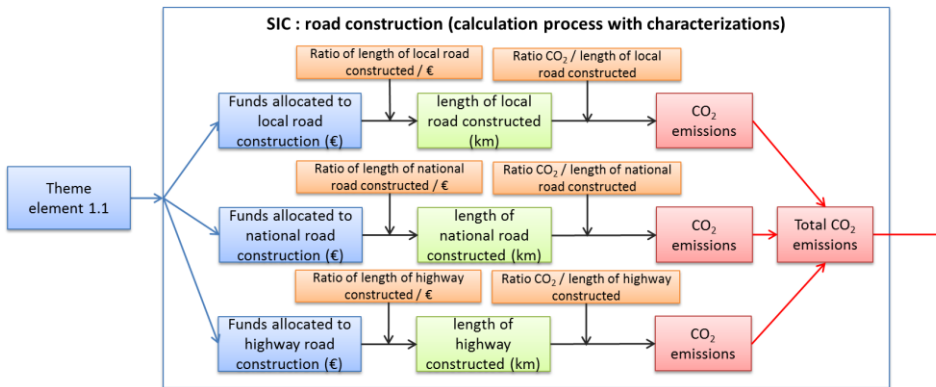 SIC : road construction (calculation process with characterizations)
Ratio of length of local road
constructed / €
Ratio CO₂ / length of local
road constructed
Funds allocated to
local road
construction (€)
length of local
road constructed
(km)
CO₂
emissions
Theme
element 1.1
Ratio of length of national
road constructed / €
Ratio CO₂ / length of national
road constructed
Funds allocated to
national road
construction (€)
length of
national road
constructed (km)
CO₂
emissions
Total CO₂
emissions
Ratio of length of highway
constructed / €
Ratio CO₂ / length of highway
constructed
Funds allocated to
highway road
construction (€)
length of
highway
constructed (km)
CO₂
emissions